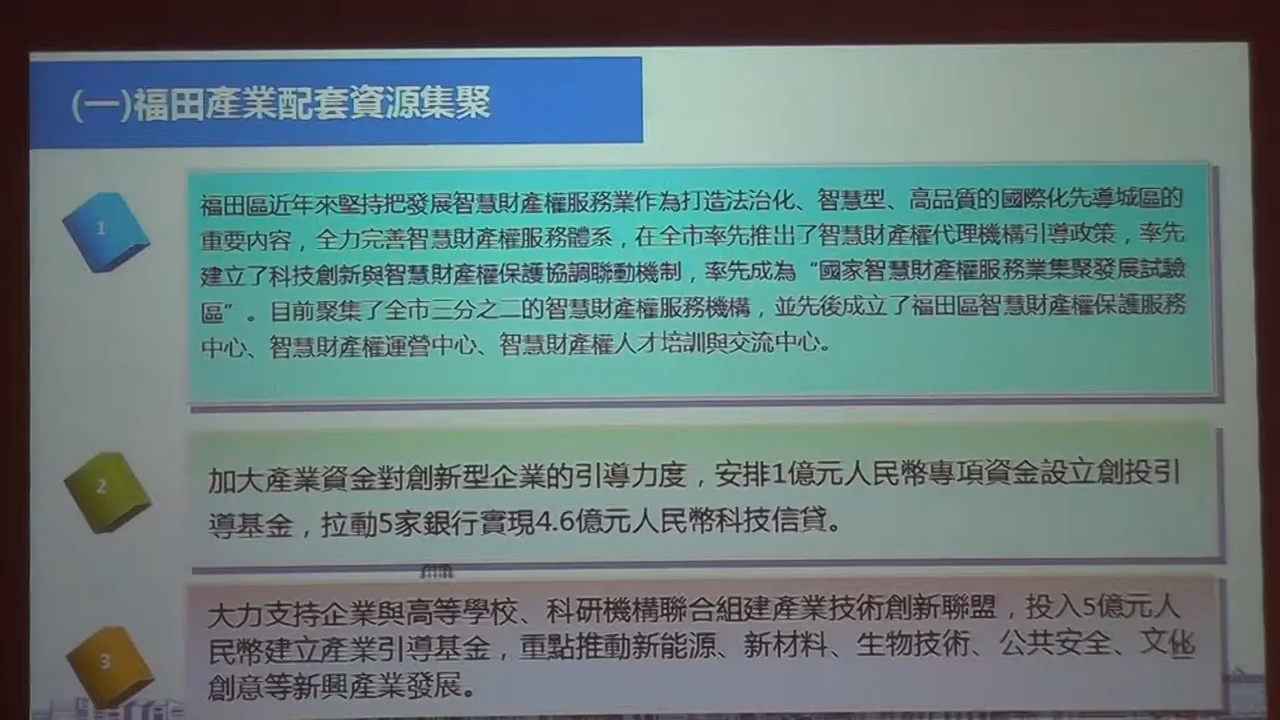 (一)福田產業配套資源集聚
1
福田區近年來堅持把發展智慧財產權服務業作為打造法治化、智慧型、高品質的國際化先導城區的
重要內容，全力完善智慧財產權服務體系，在全市率先推出了智慧財產權代理機構引導政策，率先
建立了科技創新與智慧財產權保護協調聯動機制，率先成為“國家智慧財產權服務業集聚發展試驗
區”。目前聚集了全市三分之二的智慧財產權服務機構，並先後成立了福田區智慧財產權保護服務
中心、智慧財產權運營中心、智慧財產權人才培訓與交流中心。
2
加大產業資金對創新型企業的引導力度，安排1億元人民幣專項資金設立創投引
導基金，拉動5家銀行實現4.6億元人民幣科技信貸。
3
大力支持企業與高等學校、科研機構聯合組建產業技術創新聯盟，投入5億元人
民幣建立產業引導基金，重點推動新能源、新材料、生物技術、公共安全、文化
創意等新興產業發展。